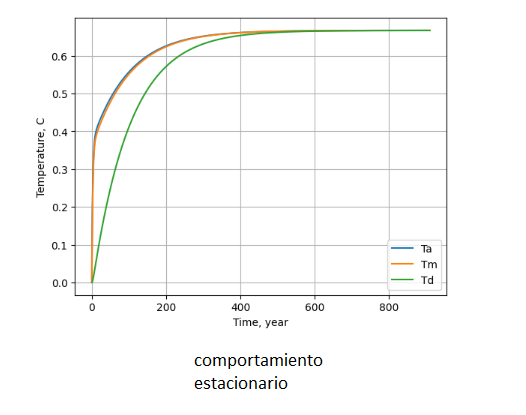 0.6
0.5
0.4
0.3
0.2
0.1
0.0
Temperature, C
Ta
Tm
Td
0 200 400 600 800
Time, year
comportamiento
estacionario